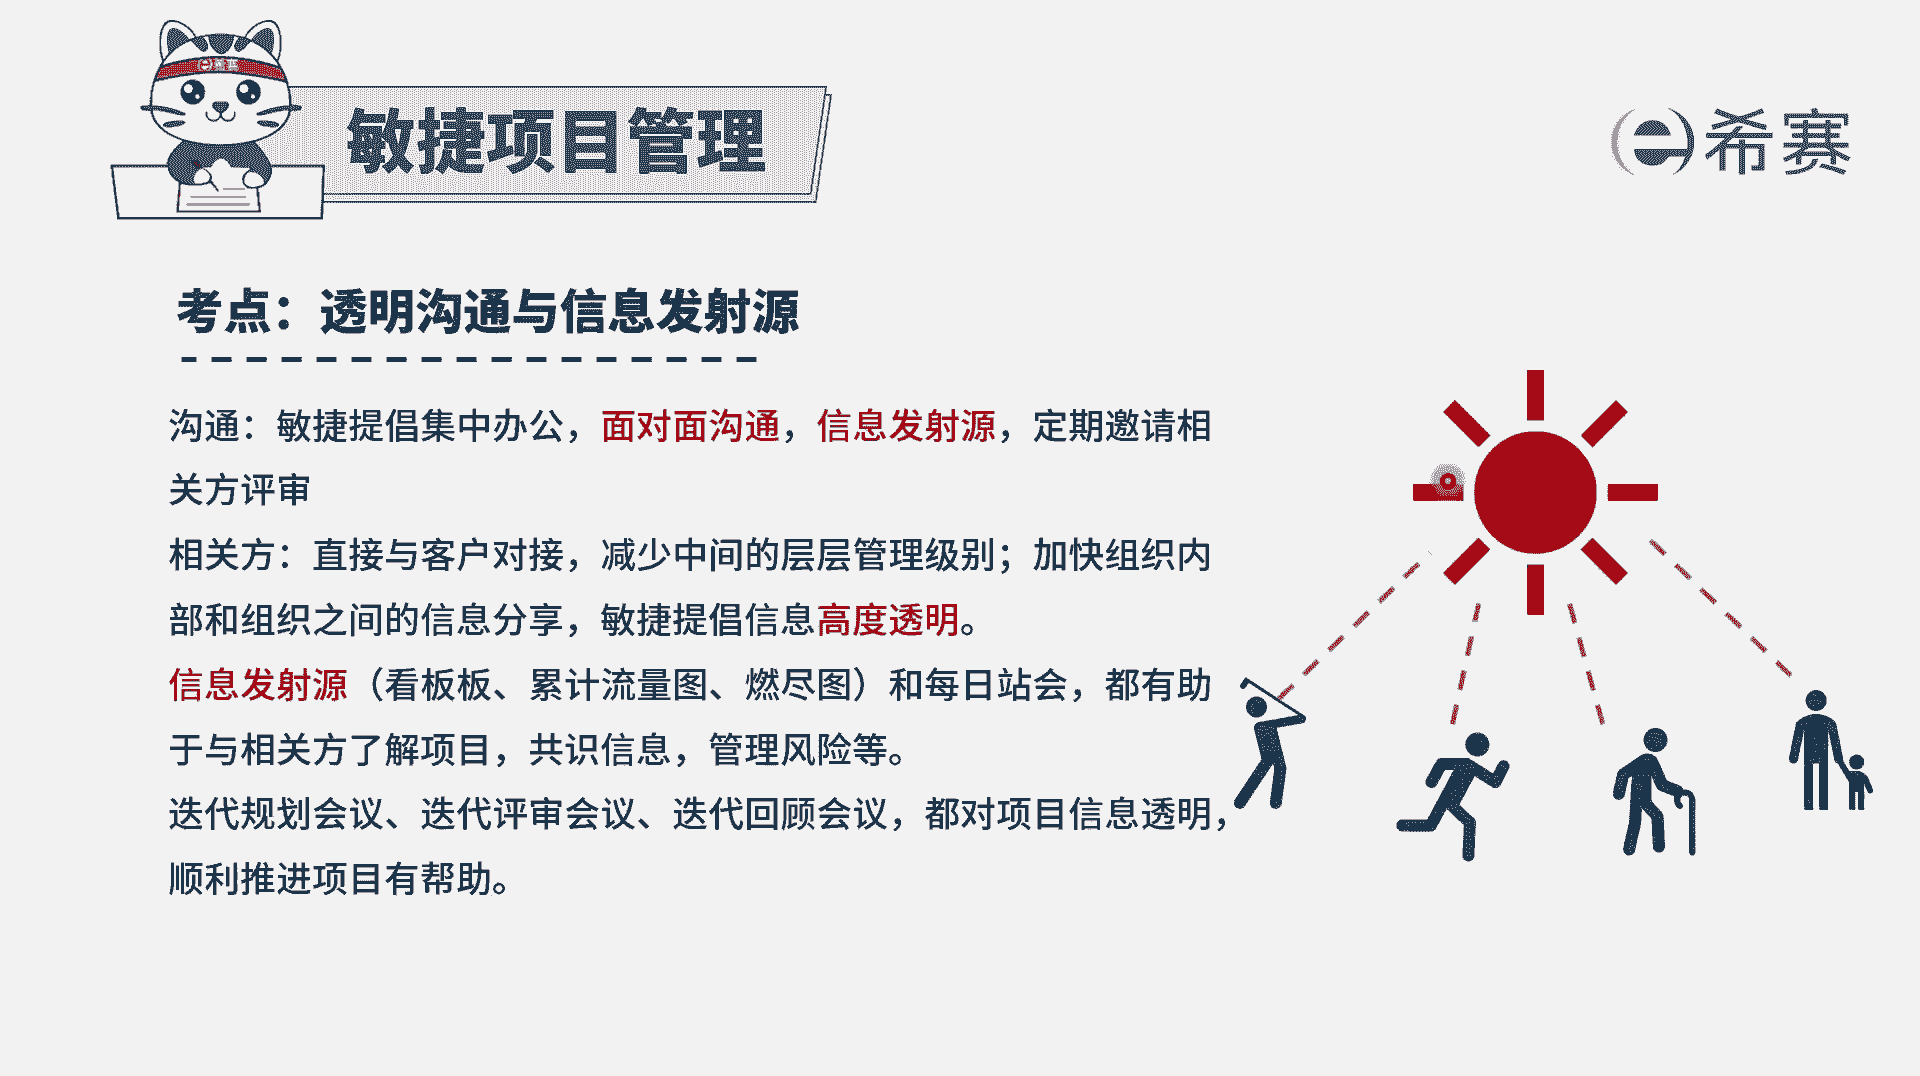 希赛
敏捷项目管理
希赛
考点：透明沟通与信息发射源
沟通：敏捷提倡集中办公，面对面沟通，信息发射源，定期邀请相
关方评审
相关方：直接与客户对接，减少中间的层层管理级别；加快组织内
部和组织之间的信息分享，敏捷提倡信息高度透明。
信息发射源（看板板、累计流量图、燃尽图）和每日站会，都有助
于与相关方了解项目，共识信息，管理风险等。
迭代规划会议、迭代评审会议、迭代回顾会议，都对项目信息透明，
顺利推进项目有帮助。